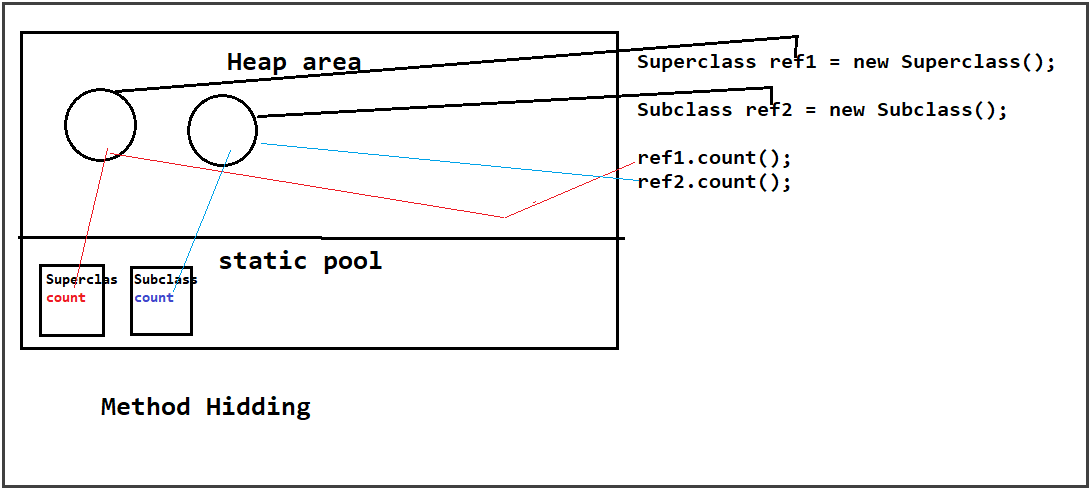 Heap area
Superclass ref1 = new Superclass();
Subclass ref2 = new Subclass();
ref1.count();
ref2.count();
static pool
Superclas
count
Subclass
count
Method Hidding